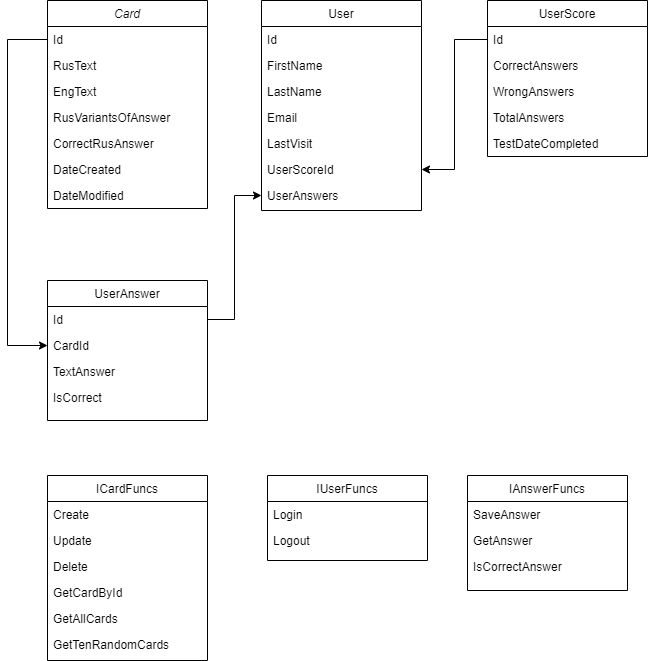 Card
Id
RusText
EngText
RusVariantsOfAnswer
CorrectRusAnswer
DateCreated
DateModified
User
Id
FirstName
LastName
Email
LastVisit
UserScoreId
UserAnswers
UserScore
Id
CorrectAnswers
WrongAnswers
TotalAnswers
TestDateCompleted
UserAnswer
Id
CardId
TextAnswer
IsCorrect
ICardFuncs
Create
Update
Delete
GetCardById
GetAllCards
GetTenRandomCards
IUserFuncs
Login
Logout
IAnswerFuncs
SaveAnswer
GetAnswer
IsCorrectAnswer